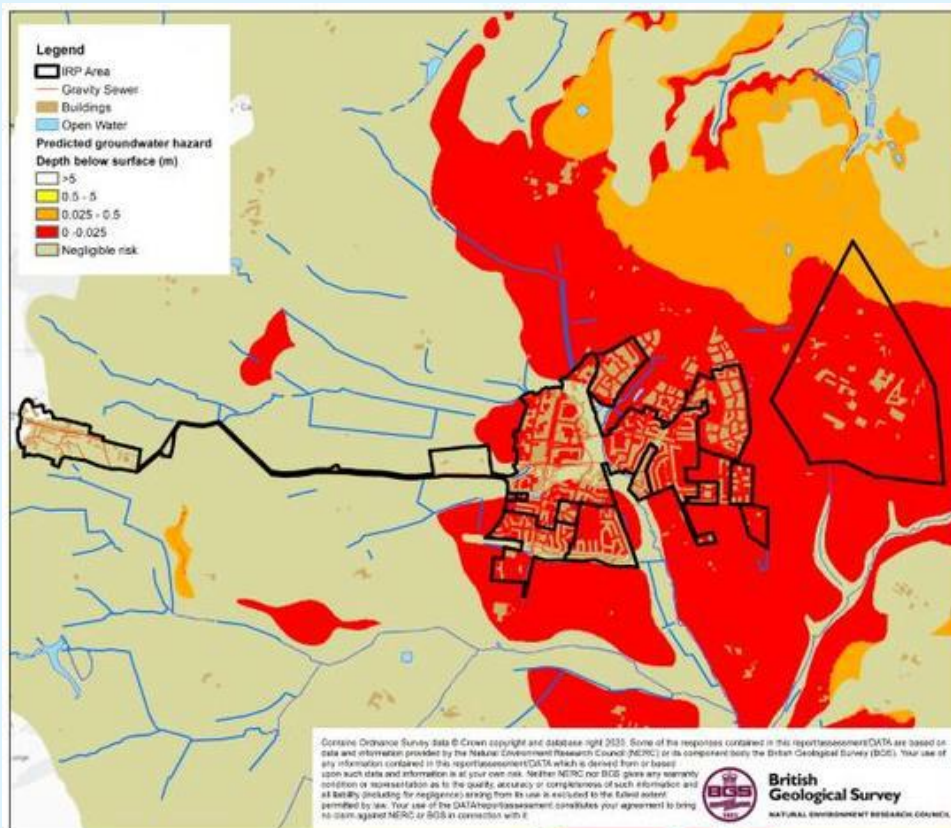 Legend
IRP Area
Gravity Sewer
Buildings
Open Water
Predicted groundwater hazard
Depth below surface (m)
>5
0.5 - 5
0.025 - 0.5
0 -0.025
Negligible risk
Contains Ordnance Survey data © Crown copyright and database right 2020. Some of the responses contained in this report/assessment/DATA are based on
data and information provided by the Natural Environment Research Council (NERC) or its component body the British Geological Survey (BGS). Your use of
any information contained in this report/assessment/DATA which is derived from or based
upon such data and information is at your own risk. Neither NERC nor BGS gives any warranty
condition or representation as to the quality, accuracy or completeness of such information and
all liability (including for negligence) arising from its use is excluded to the fullest extent
permitted by law. Your use of the DATA/report/assessment constitutes your agreement to bring
no claim against NERC or BGS in connection with it
BGS
British
Geological Survey
NATURAL ENVIRONMENT RESEARCH COUNCIL